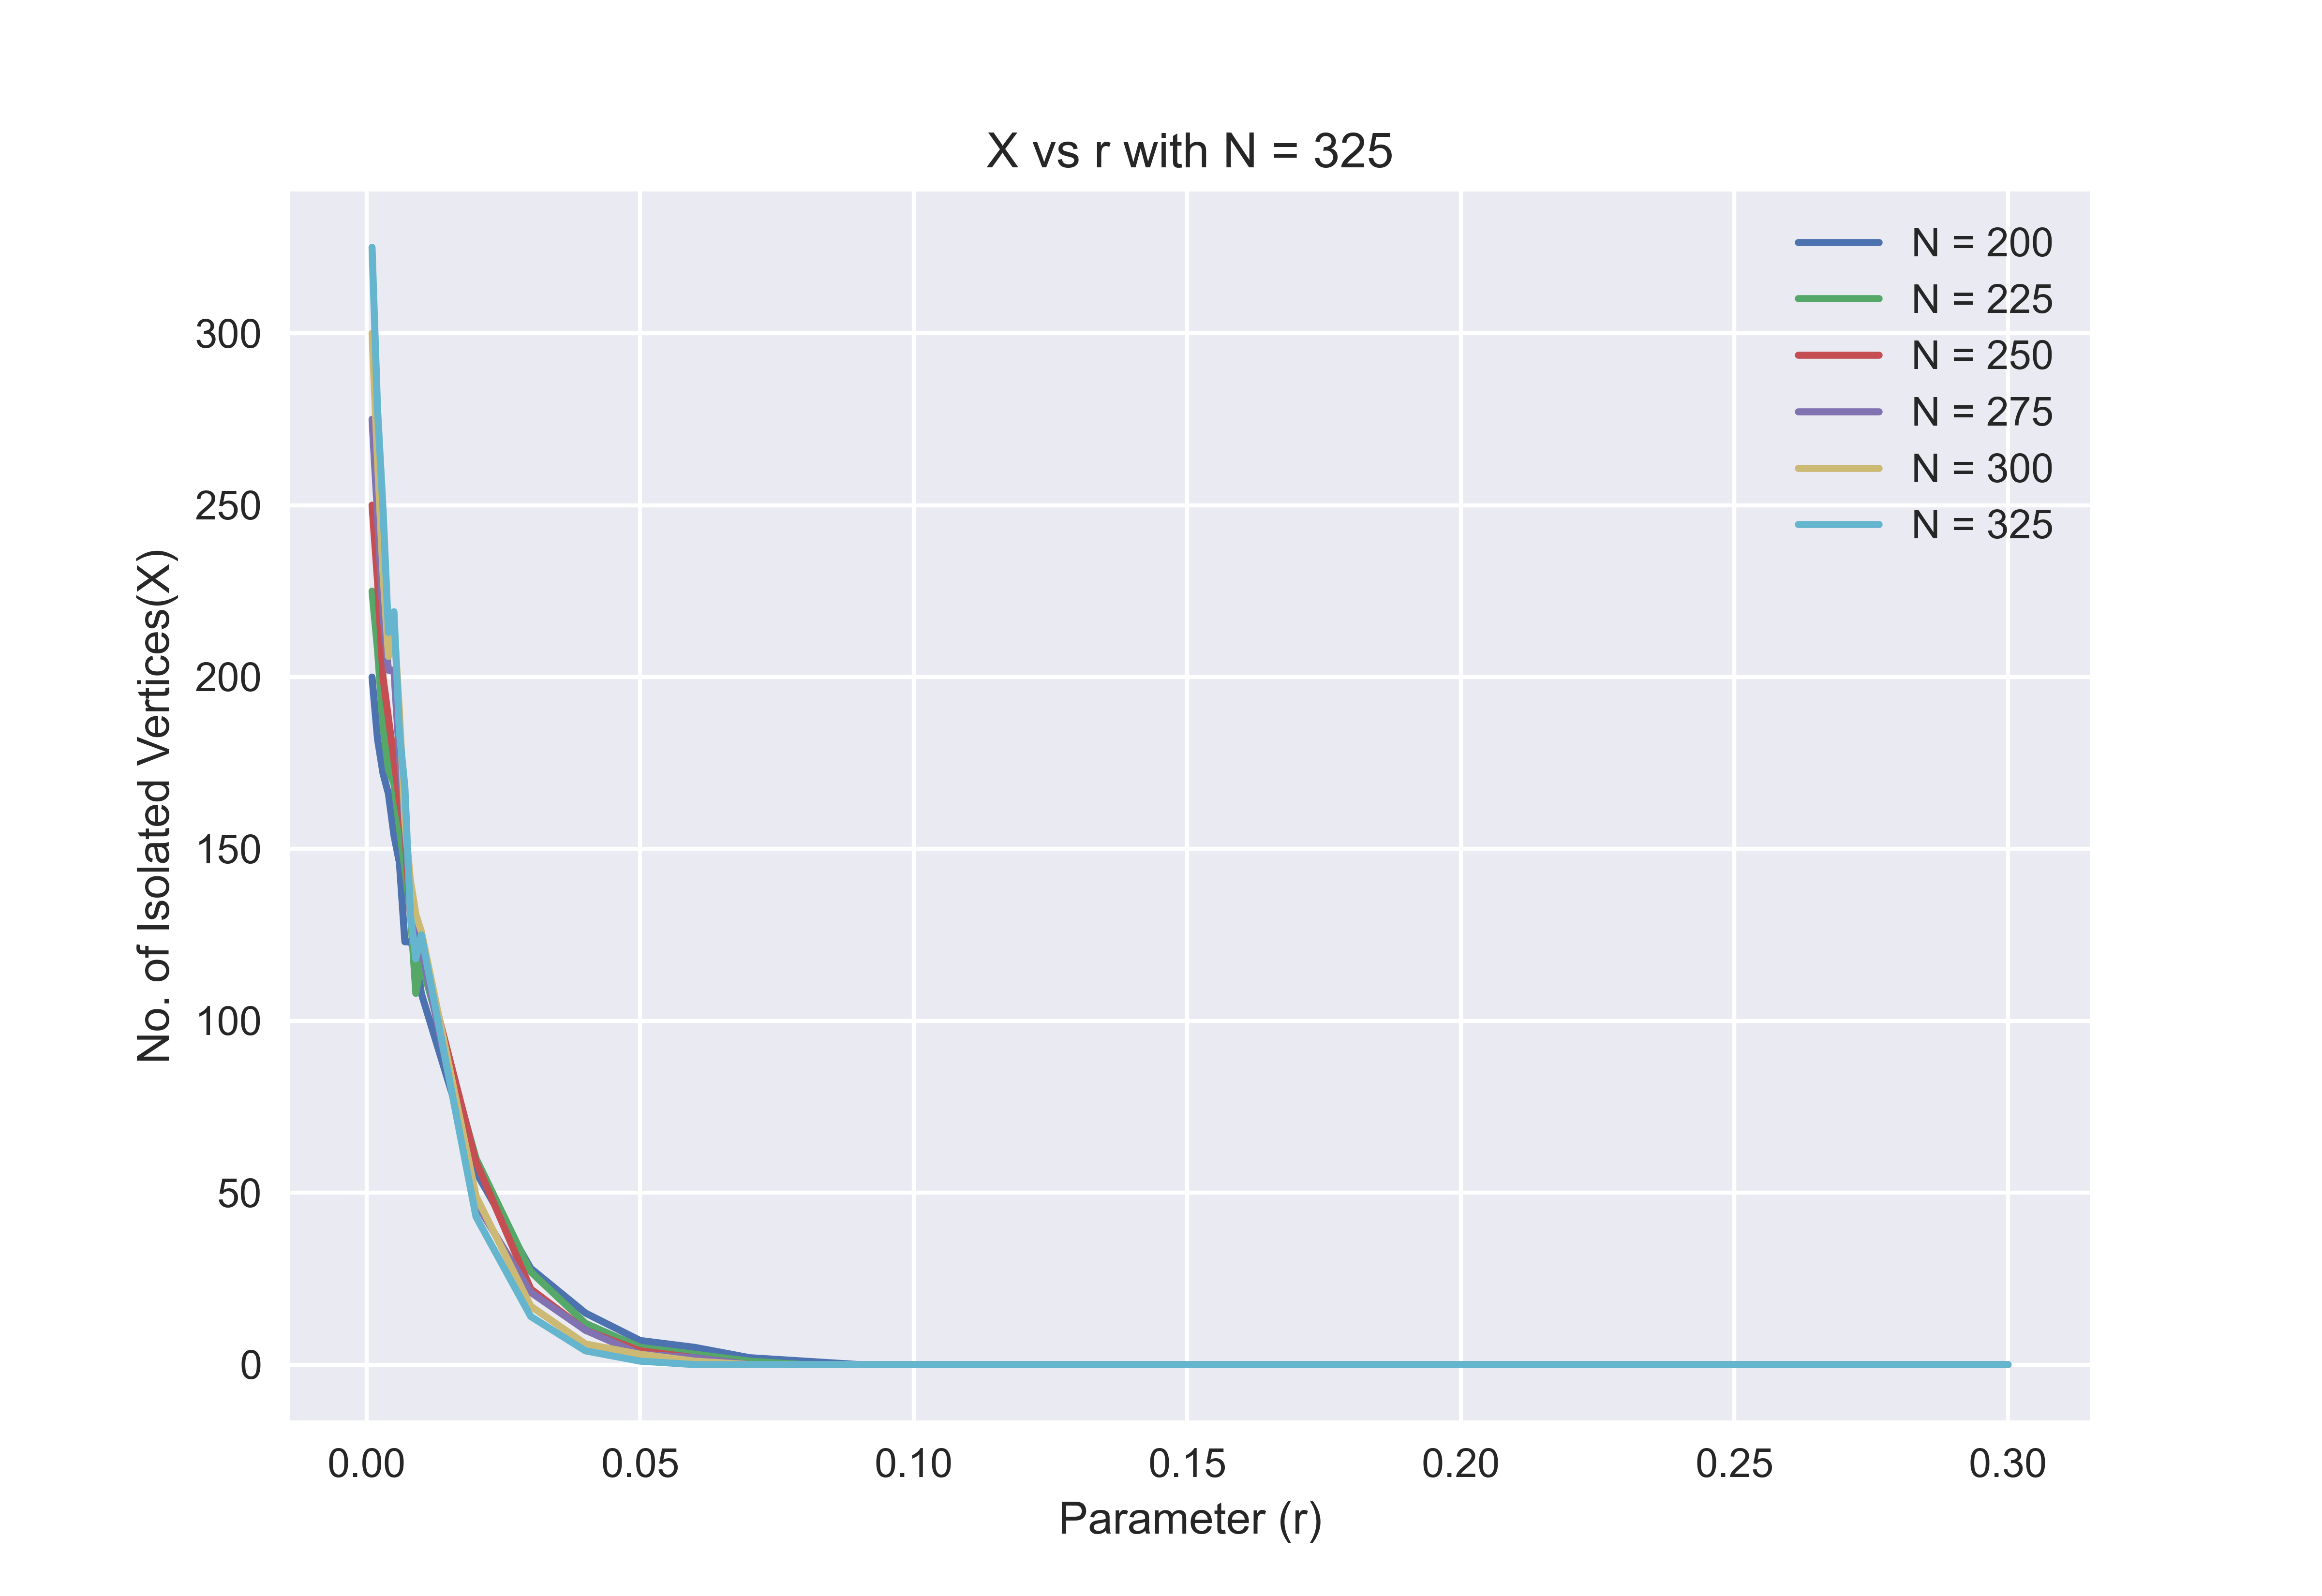 X vs r with N = 325
N = 200
N = 225
N = 250
N = 275
N = 300
N = 325
No. of Isolated Vertices(X)
300
250
200
150
100
50
0
0.00 0.05 0.10 0.15 0.20 0.25 0.30
Parameter (r)